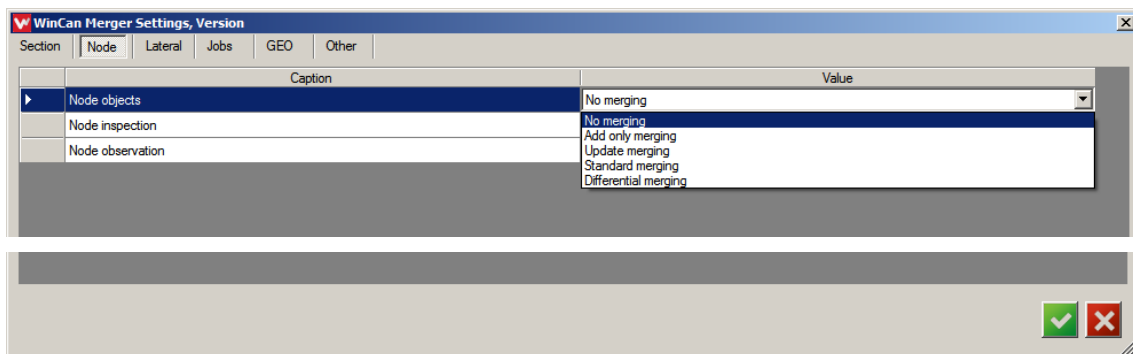 WinCan Merger Settings, Version
Section Node Lateral Jobs GEO Other
Caption Value
Node objects No merging
Node inspection
Node observation
No merging
Add only merging
Update merging
Standard merging
Differential merging